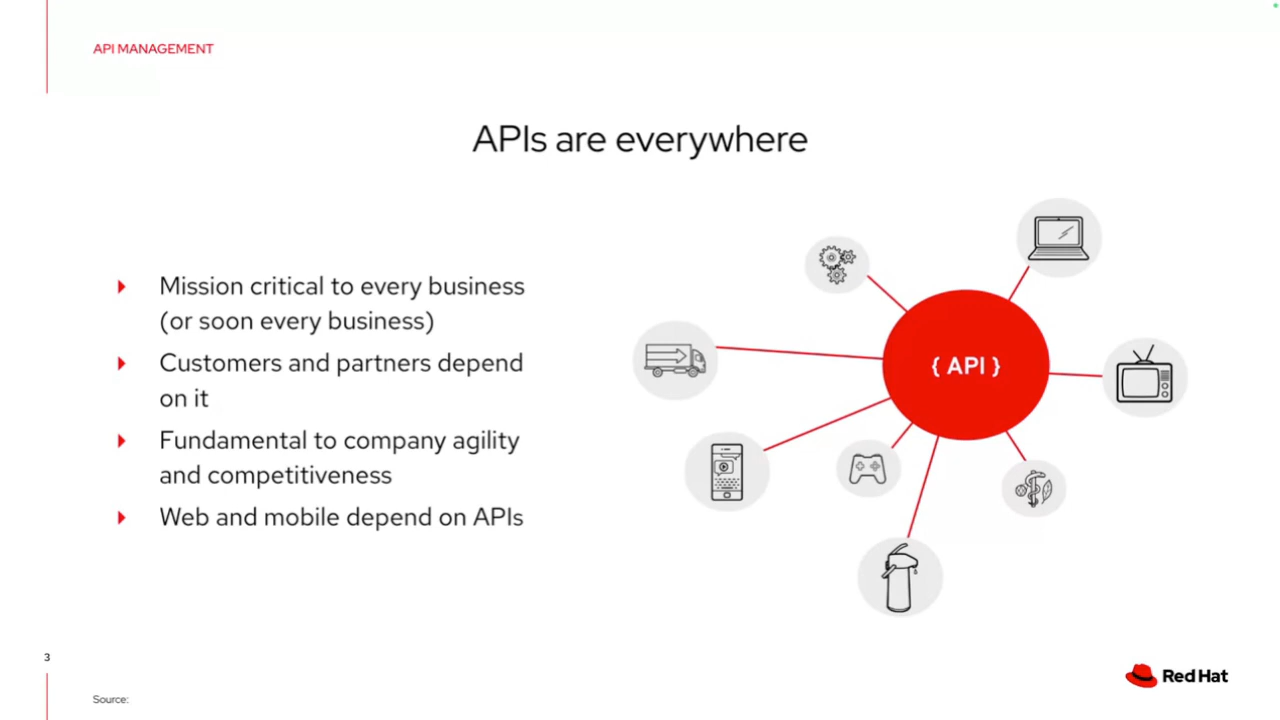 API MANAGEMENT
APIs are everywhere
Mission critical to every business
(or soon every business)
Customers and partners depend
on it
Fundamental to company agility
and competitiveness
Web and mobile depend on APIs
{ API }
3
Source:
Red Hat